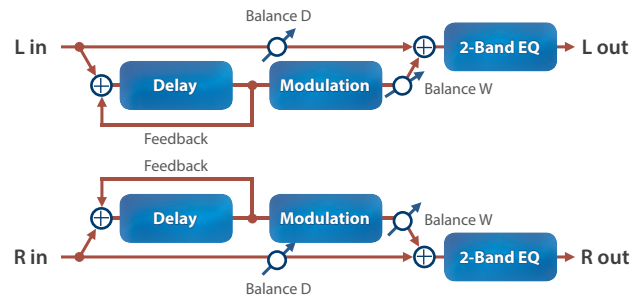 Balance D
L in
2-Band EQ
L out
Delay
Modulation
Balance W
Feedback
Feedback
Delay
Modulation
Balance W
R in
2-Band EQ
R out
Balance D